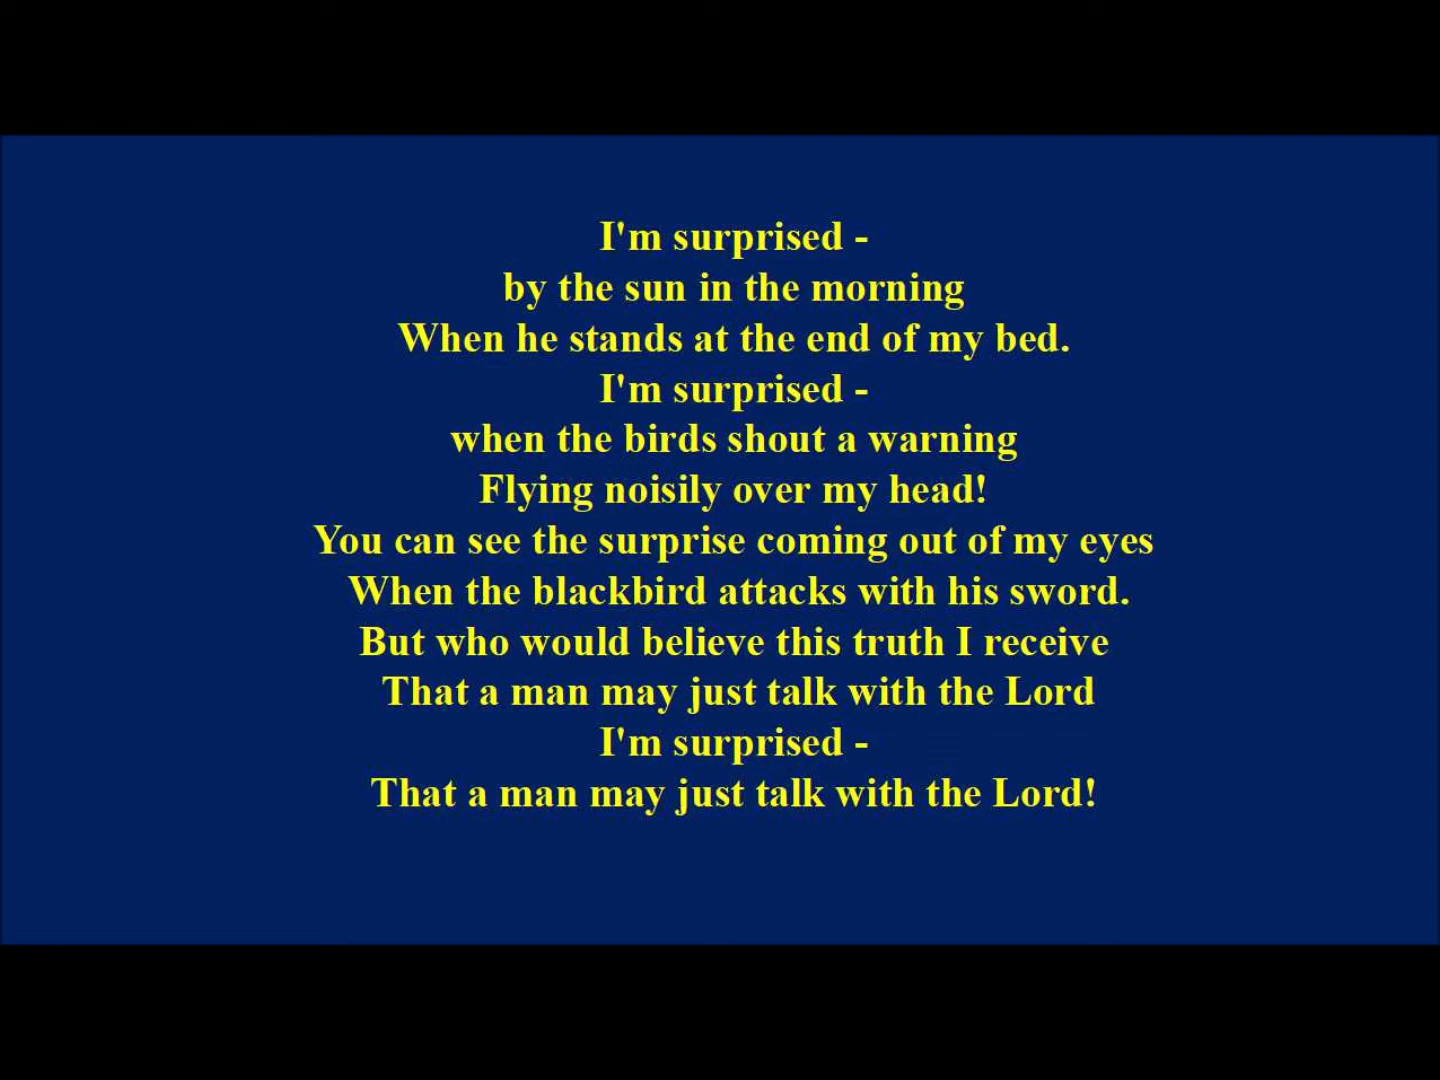 I'm surprised -
by the sun in the morning
When he stands at the end of my bed.
I'm surprised -
when the birds shout a warning
Flying noisily over my head!
You can see the surprise coming out of my eyes
When the blackbird attacks with his sword.
But who would believe this truth I receive
That a man may just talk with the Lord
I'm surprised -
That a man may just talk with the Lord!